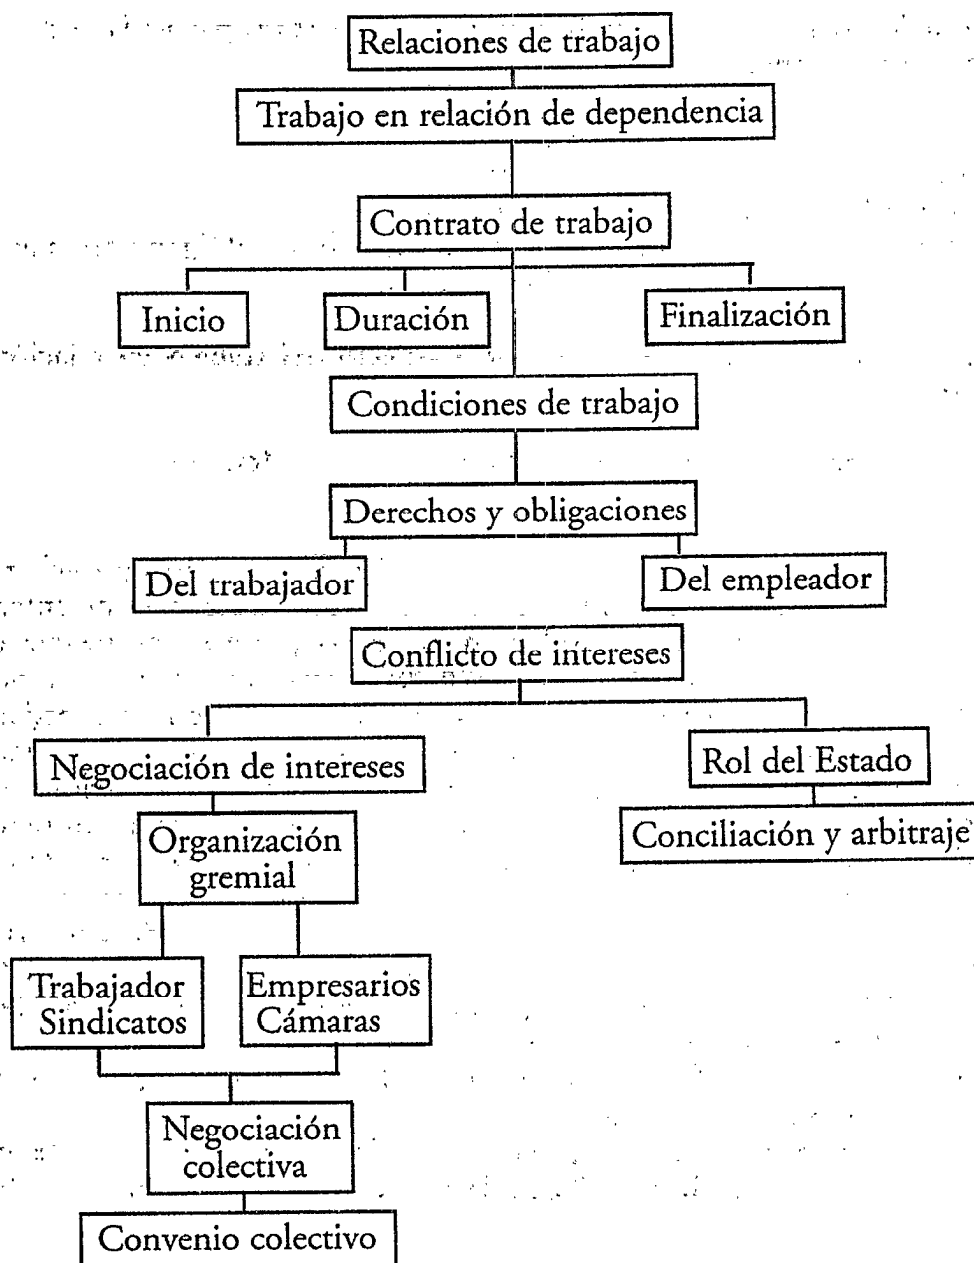 Relaciones de trabajo
Trabajo en relación de dependencia
Contrato de trabajo
Inicio
Duración
Finalización
Condiciones de trabajo
Derechos y obligaciones
Del trabajador
Del empleador
Conflicto de intereses
Negociación de intereses
Rol del Estado
Organización
gremial
Conciliación y arbitraje
Trabajador
Sindicatos
Empresarios
Cámaras
Negociación
colectiva
Convenio colectivo